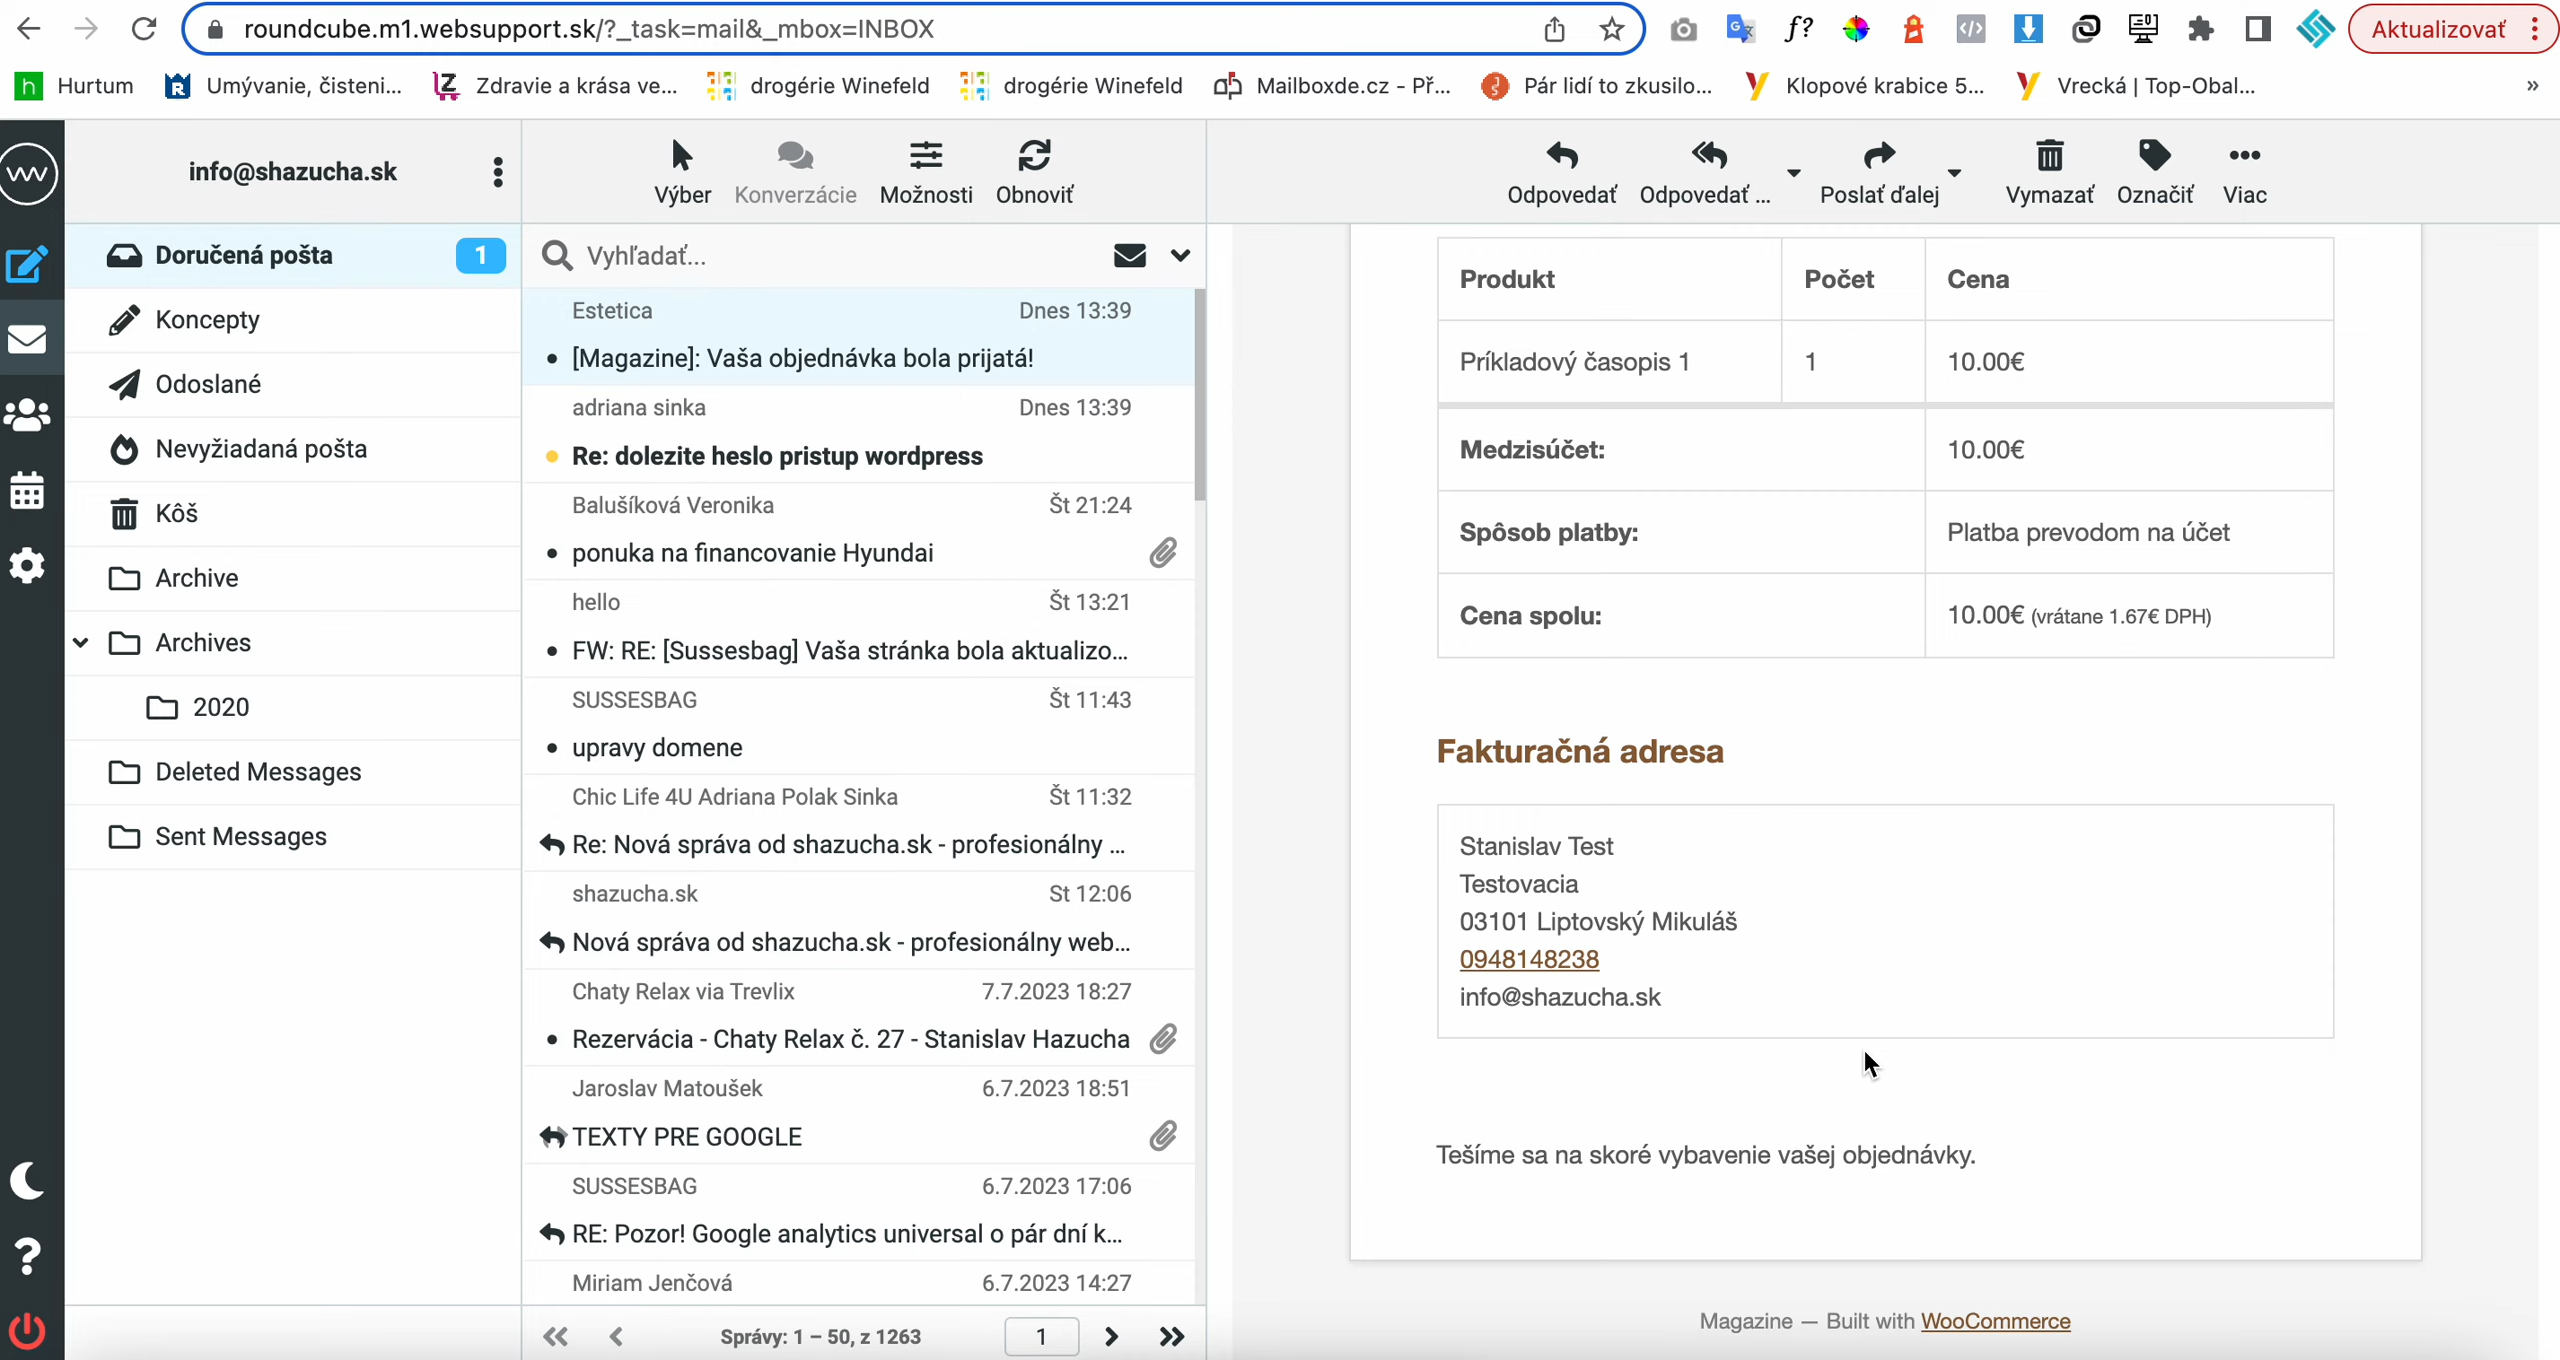 roundcube.m1.websupport.sk/?_task=mail&_mbox=INBOX
Aktualizovať
Hurtum
Umývanie, čisteni...
Zdravie a krása ve...
drogérie Winefeld
drogérie Winefeld
Mailboxde.cz - Př...
Pár lidí to zkusilo...
Klopové krabice 5...
Vrecká | Top-Obal...
»
info@shazucha.sk
Výber
Konverzácie
Možnosti
Obnoviť
Odpovedať
Odpovedať ...
Poslať ďalej
Vymazať
Označiť
Viac
Doručená pošta 1
Koncepty
Odoslané
Nevyžiadaná pošta
Kôš
Archive
Archives
2020
Deleted Messages
Sent Messages
Vyhľadať...
Estetica Dnes 13:39
[Magazine]: Vaša objednávka bola prijatá!
adriana sinka Dnes 13:39
Re: dolezite heslo pristup wordpress
Balušíková Veronika Št 21:24
ponuka na financovanie Hyundai
hello Št 13:21
FW: RE: [Sussesbag] Vaša stránka bola aktualizo...
SUSSESBAG Št 11:43
upravy domene
Chic Life 4U Adriana Polak Sinka Št 11:32
Re: Nová správa od shazucha.sk - profesionálny ...
shazucha.sk St 12:06
Nová správa od shazucha.sk - profesionálny web...
Chaty Relax via Trevlix 7.7.2023 18:27
Rezervácia - Chaty Relax č. 27 - Stanislav Hazucha
Jaroslav Matoušek 6.7.2023 18:51
TEXTY PRE GOOGLE
SUSSESBAG 6.7.2023 17:06
RE: Pozor! Google analytics universal o pár dní k...
Miriam Jenčová 6.7.2023 14:27
Správy: 1 – 50, z 1263
1
Produkt Počet Cena
Príkladový časopis 1 1 10.00€
Medzisúčet: 10.00€
Spôsob platby: Platba prevodom na účet
Cena spolu: 10.00€ (vrátane 1.67€ DPH)
Fakturačná adresa
Stanislav Test
Testovacia
03101 Liptovský Mikuláš
0948148238
info@shazucha.sk
Tešíme sa na skoré vybavenie vašej objednávky.
Magazine — Built with WooCommerce